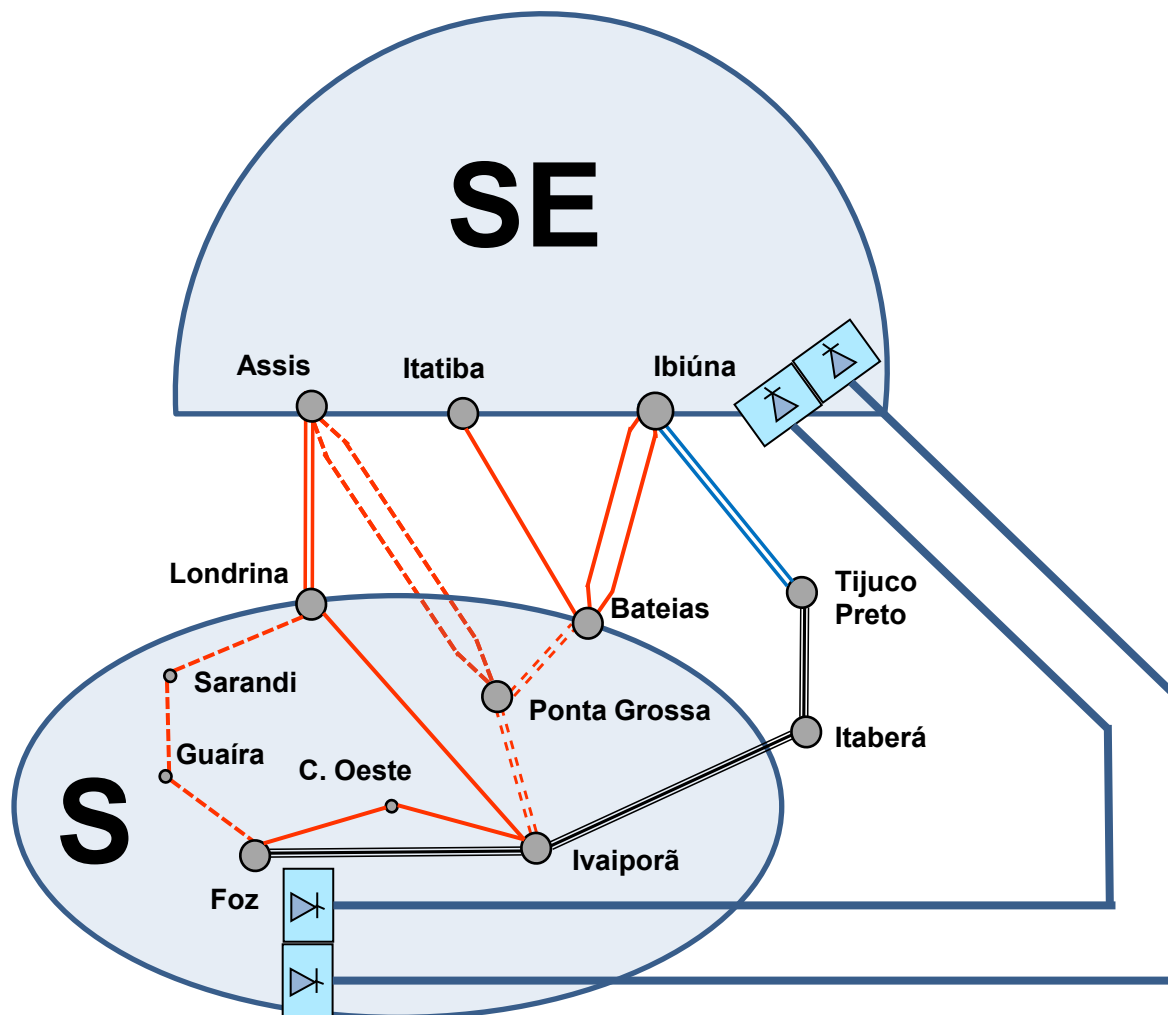 SE
Assis
Itatiba
Ibiúna
Londrina
Bateias
Tijuco
Preto
Sarandi
Ponta Grossa
Itaberá
Guaíra
C. Oeste
S
Ivaiporã
Foz